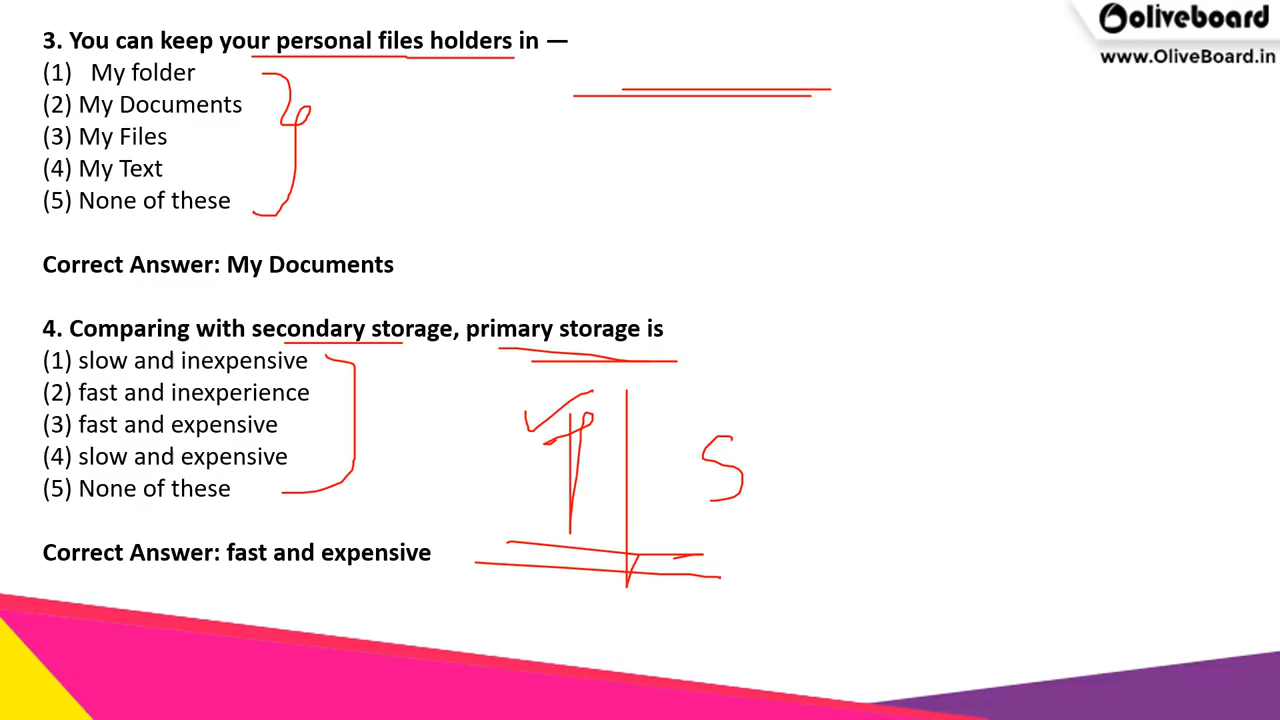 oliveboard
www.OliveBoard.in
3. You can keep your personal files holders in —
(1) My folder
(2) My Documents
(3) My Files
(4) My Text
(5) None of these
Correct Answer: My Documents
4. Comparing with secondary storage, primary storage is
(1) slow and inexpensive
(2) fast and inexperience
(3) fast and expensive
(4) slow and expensive
(5) None of these
P S
Correct Answer: fast and expensive